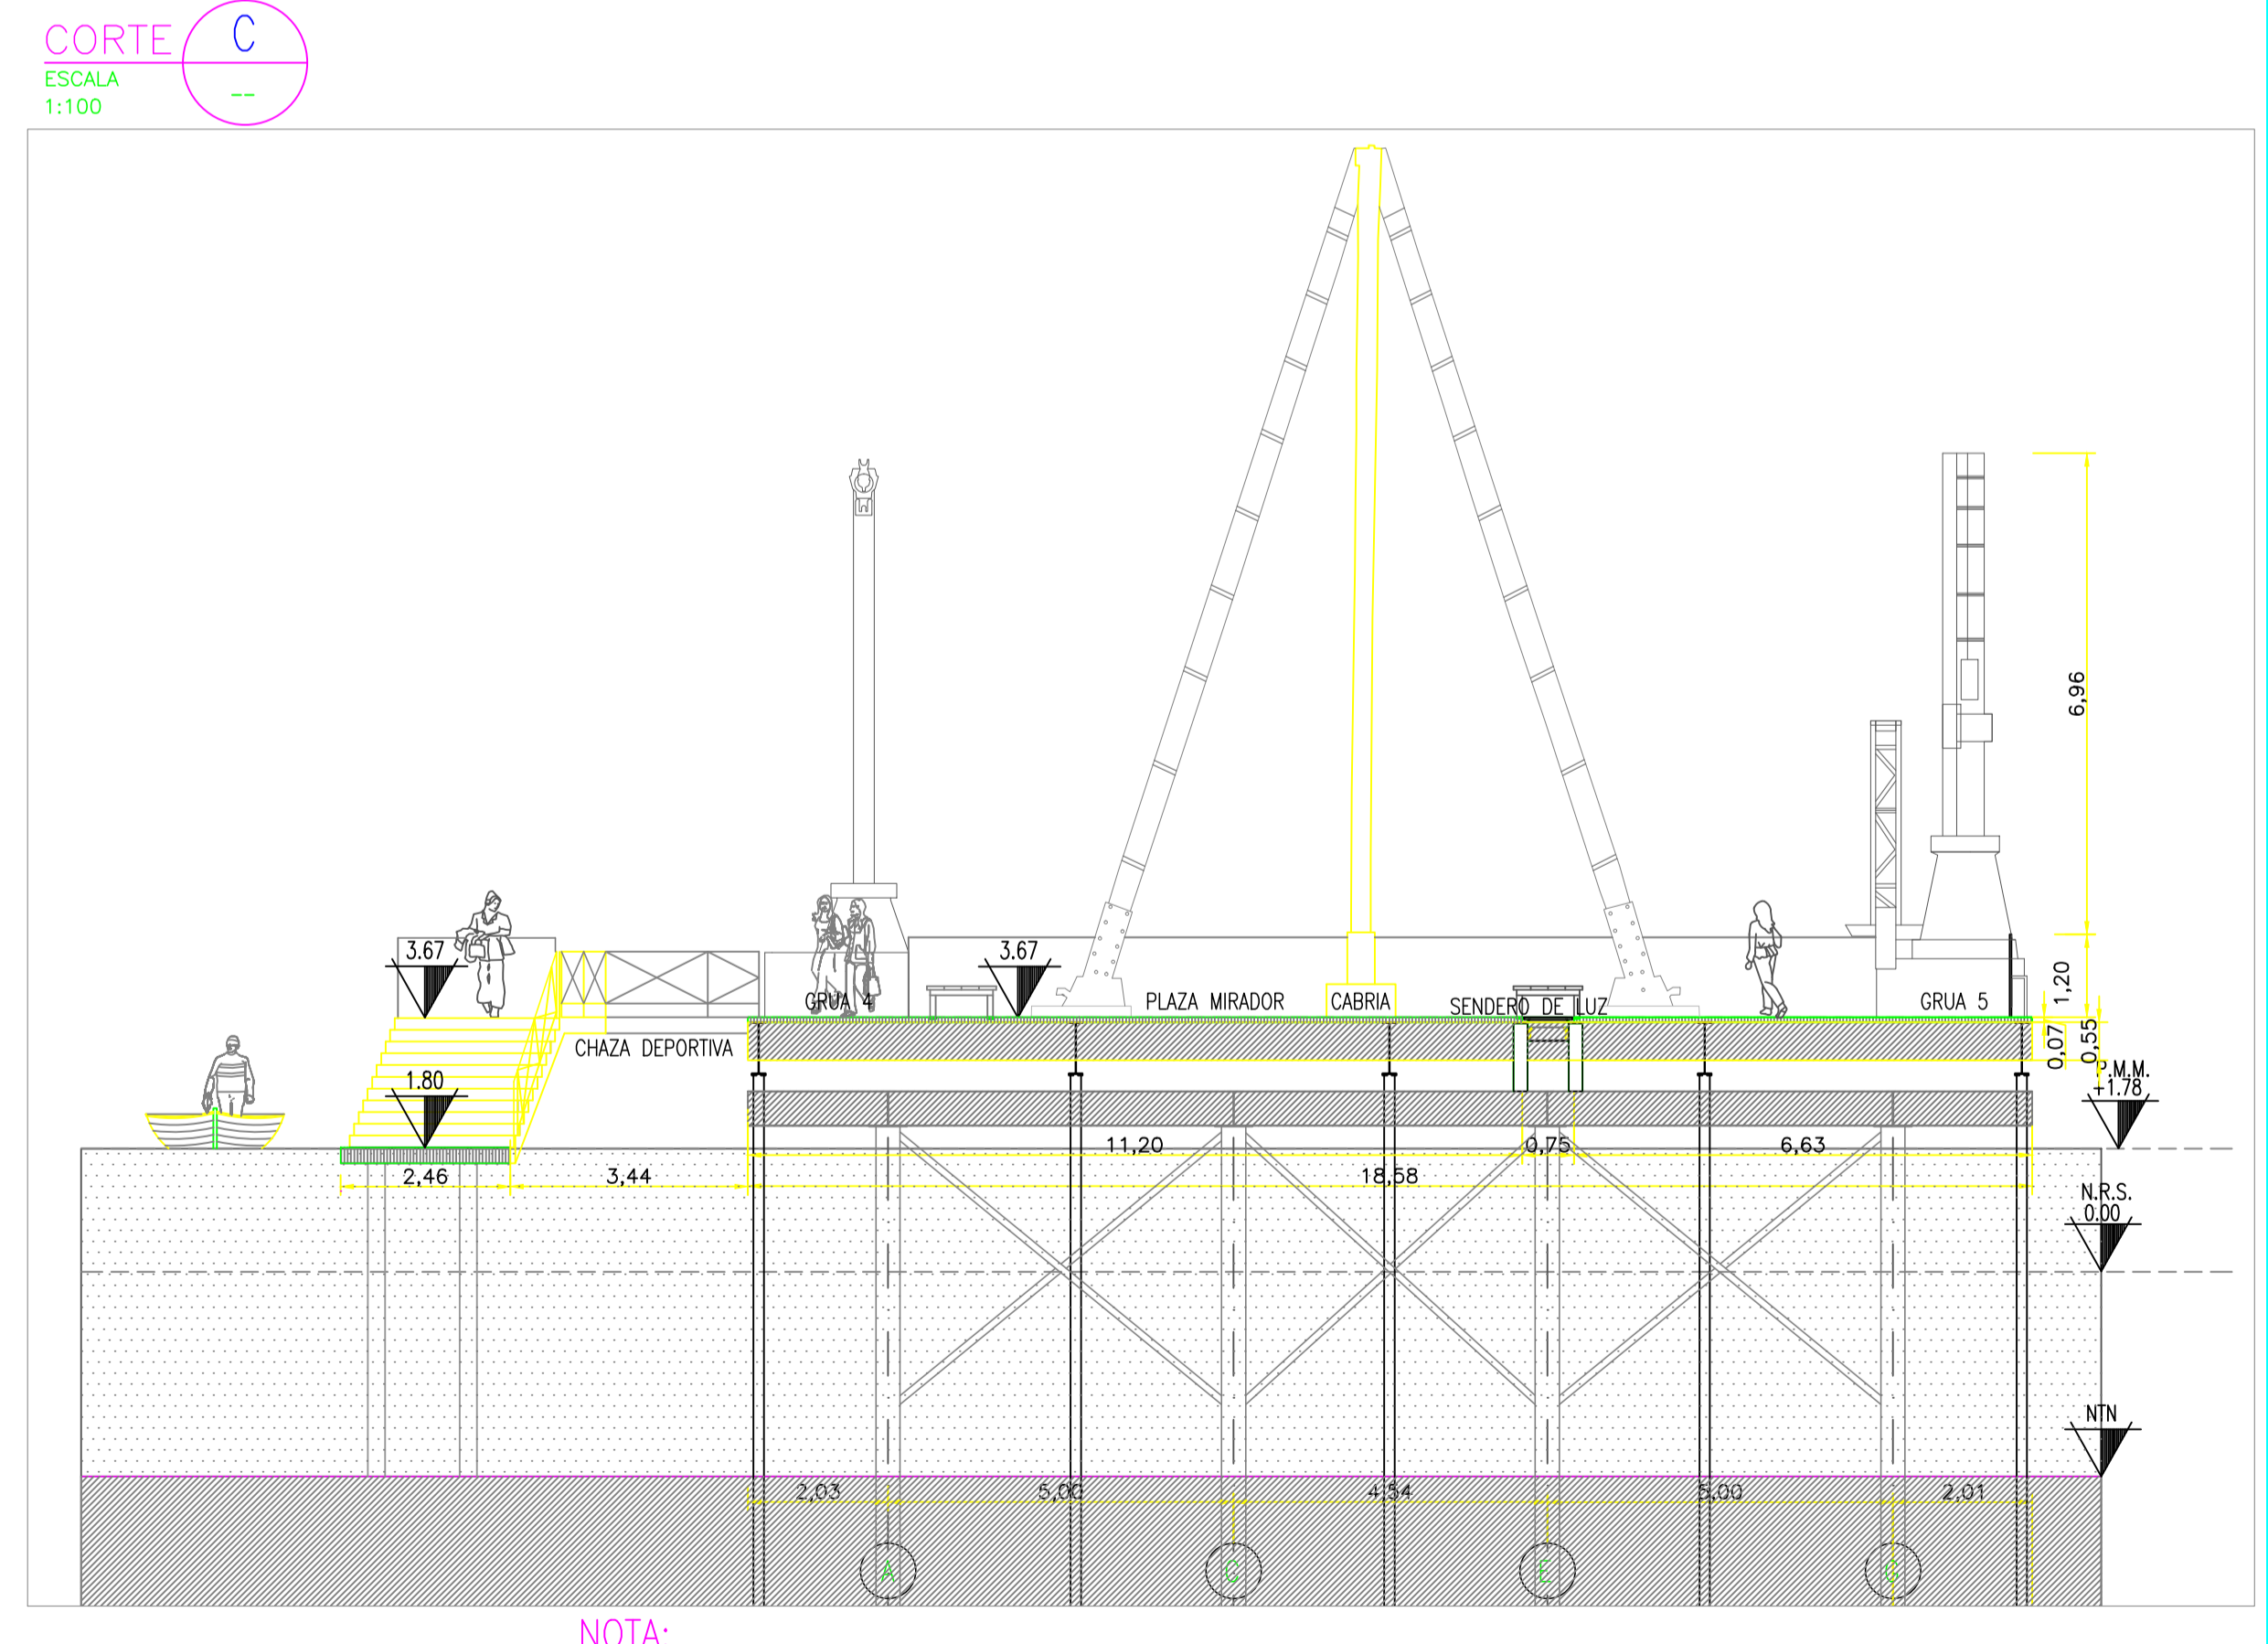 CORTE C
ESCALA
1:100
--
6,96
3.67
3.67
1,20
GRUA 4
PLAZA MIRADOR
CABRIA
SENDERO DE LUZ
GRUA 5
CHAZA DEPORTIVA
0,07
0,55
1.80
P.M.M.
+1.78
11,20
0,75
6,63
2,46
3,44
18,58
N.R.S.
0.00
NTN
2,03
5,00
4,54
5,00
2,01
A
C
E
G
NOTA: